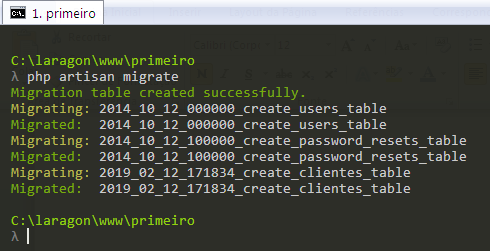 1. primeiro
C:\laragon\www\primeiro
λ php artisan migrate
Migration table created successfully.
Migrating: 2014_10_12_000000_create_users_table
Migrated:  2014_10_12_000000_create_users_table
Migrating: 2014_10_12_100000_create_password_resets_table
Migrated:  2014_10_12_100000_create_password_resets_table
Migrating: 2019_02_12_171834_create_clientes_table
Migrated:  2019_02_12_171834_create_clientes_table
C:\laragon\www\primeiro
λ